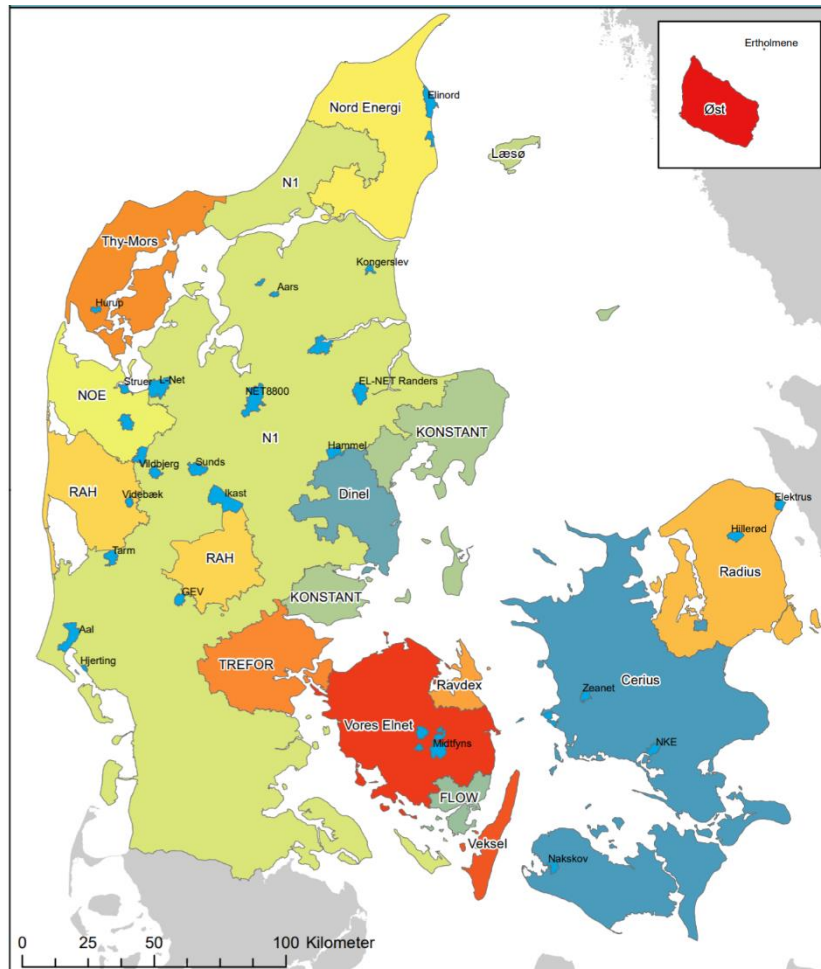 Ertholmene
Øst
Elinord
Nord Energi
Læsø
N1
Thy-Mors
Kongerslev
Aars
Hurup
Struer
L-Net
NET8800
EL-NET Randers
NOE
N1
KONSTANT
Hammel
Vildbjerg
Sunds
Dinel
RAH
Videbæk
Ikast
Elektrus
Hillerød
Tarm
RAH
Radius
GEV
KONSTANT
Aal
Hjerting
TREFOR
Ravdex
Cerius
Zeanet
Vores Elnet
Midtfyns
NKE
FLOW
Veksel
Nakskov
0 25 50 100 Kilometer